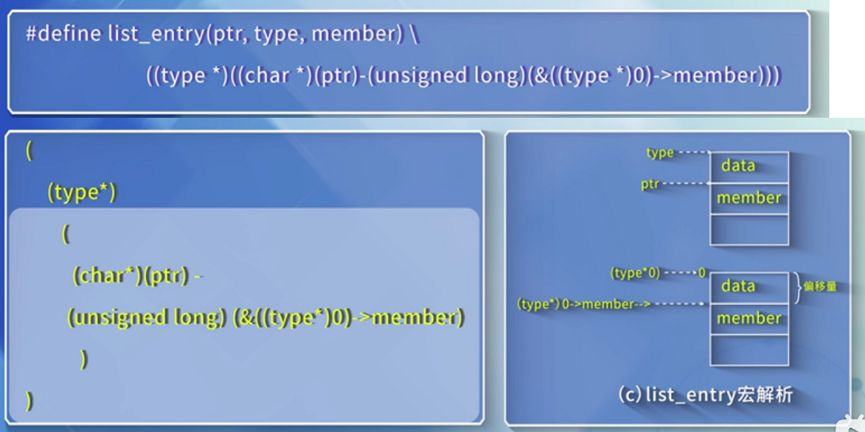 #define list_entry(ptr, type, member) \
((type *)((char *)(ptr)-(unsigned long)(&((type *)0)->member)))
(
(type*)
(
(char*)(ptr) -
(unsigned long) (&((type*)0)->member)
)
)
type
data
ptr
member
(type*0)
0
data
偏移量
(type*)0->member-->
member
(c)list_entry宏解析